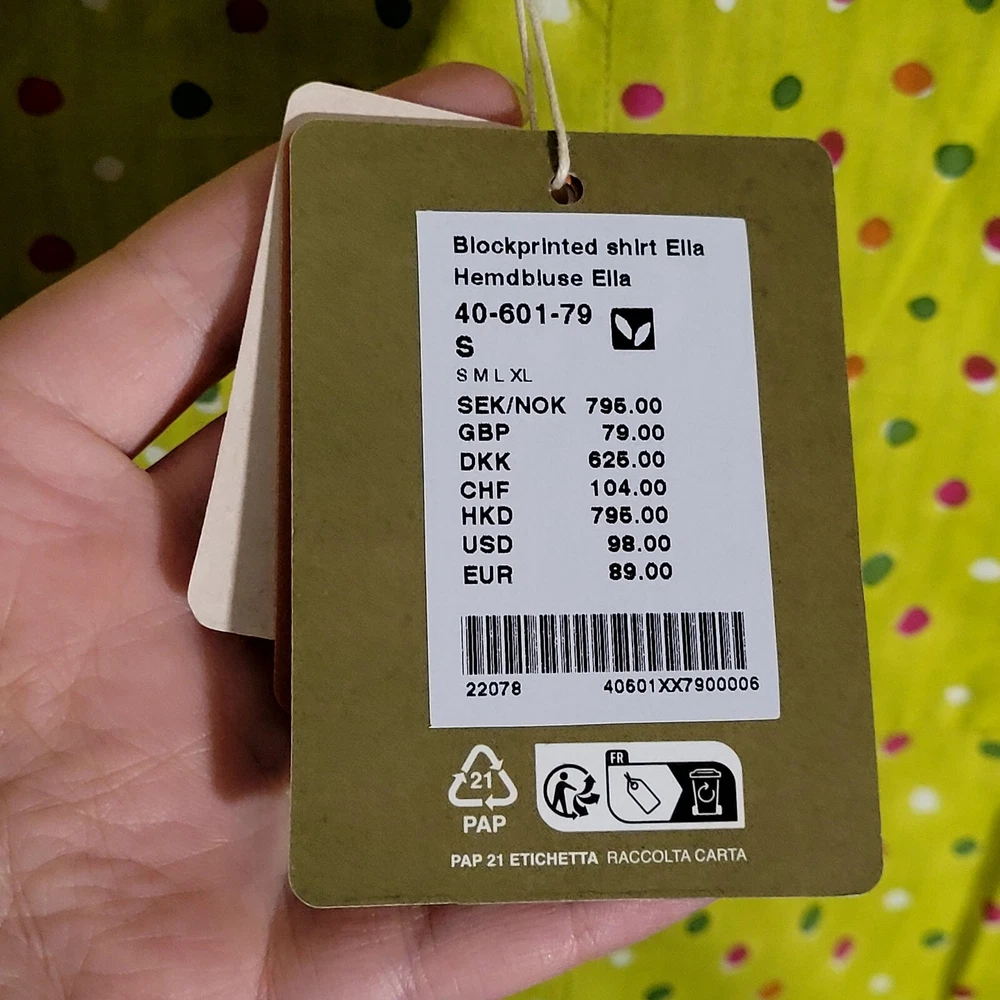 Blockprinted shirt Ella
Hemdbluse Ella
40-601-79
S
S M L XL
SEK/NOK 795.00
GBP 79.00
DKK 625.00
CHF 104.00
HKD 795.00
USD 98.00
EUR 89.00
22078 40601XX7900006
21
PAP
FR
PAP 21 ETICHETTA RACCOLTA CARTA